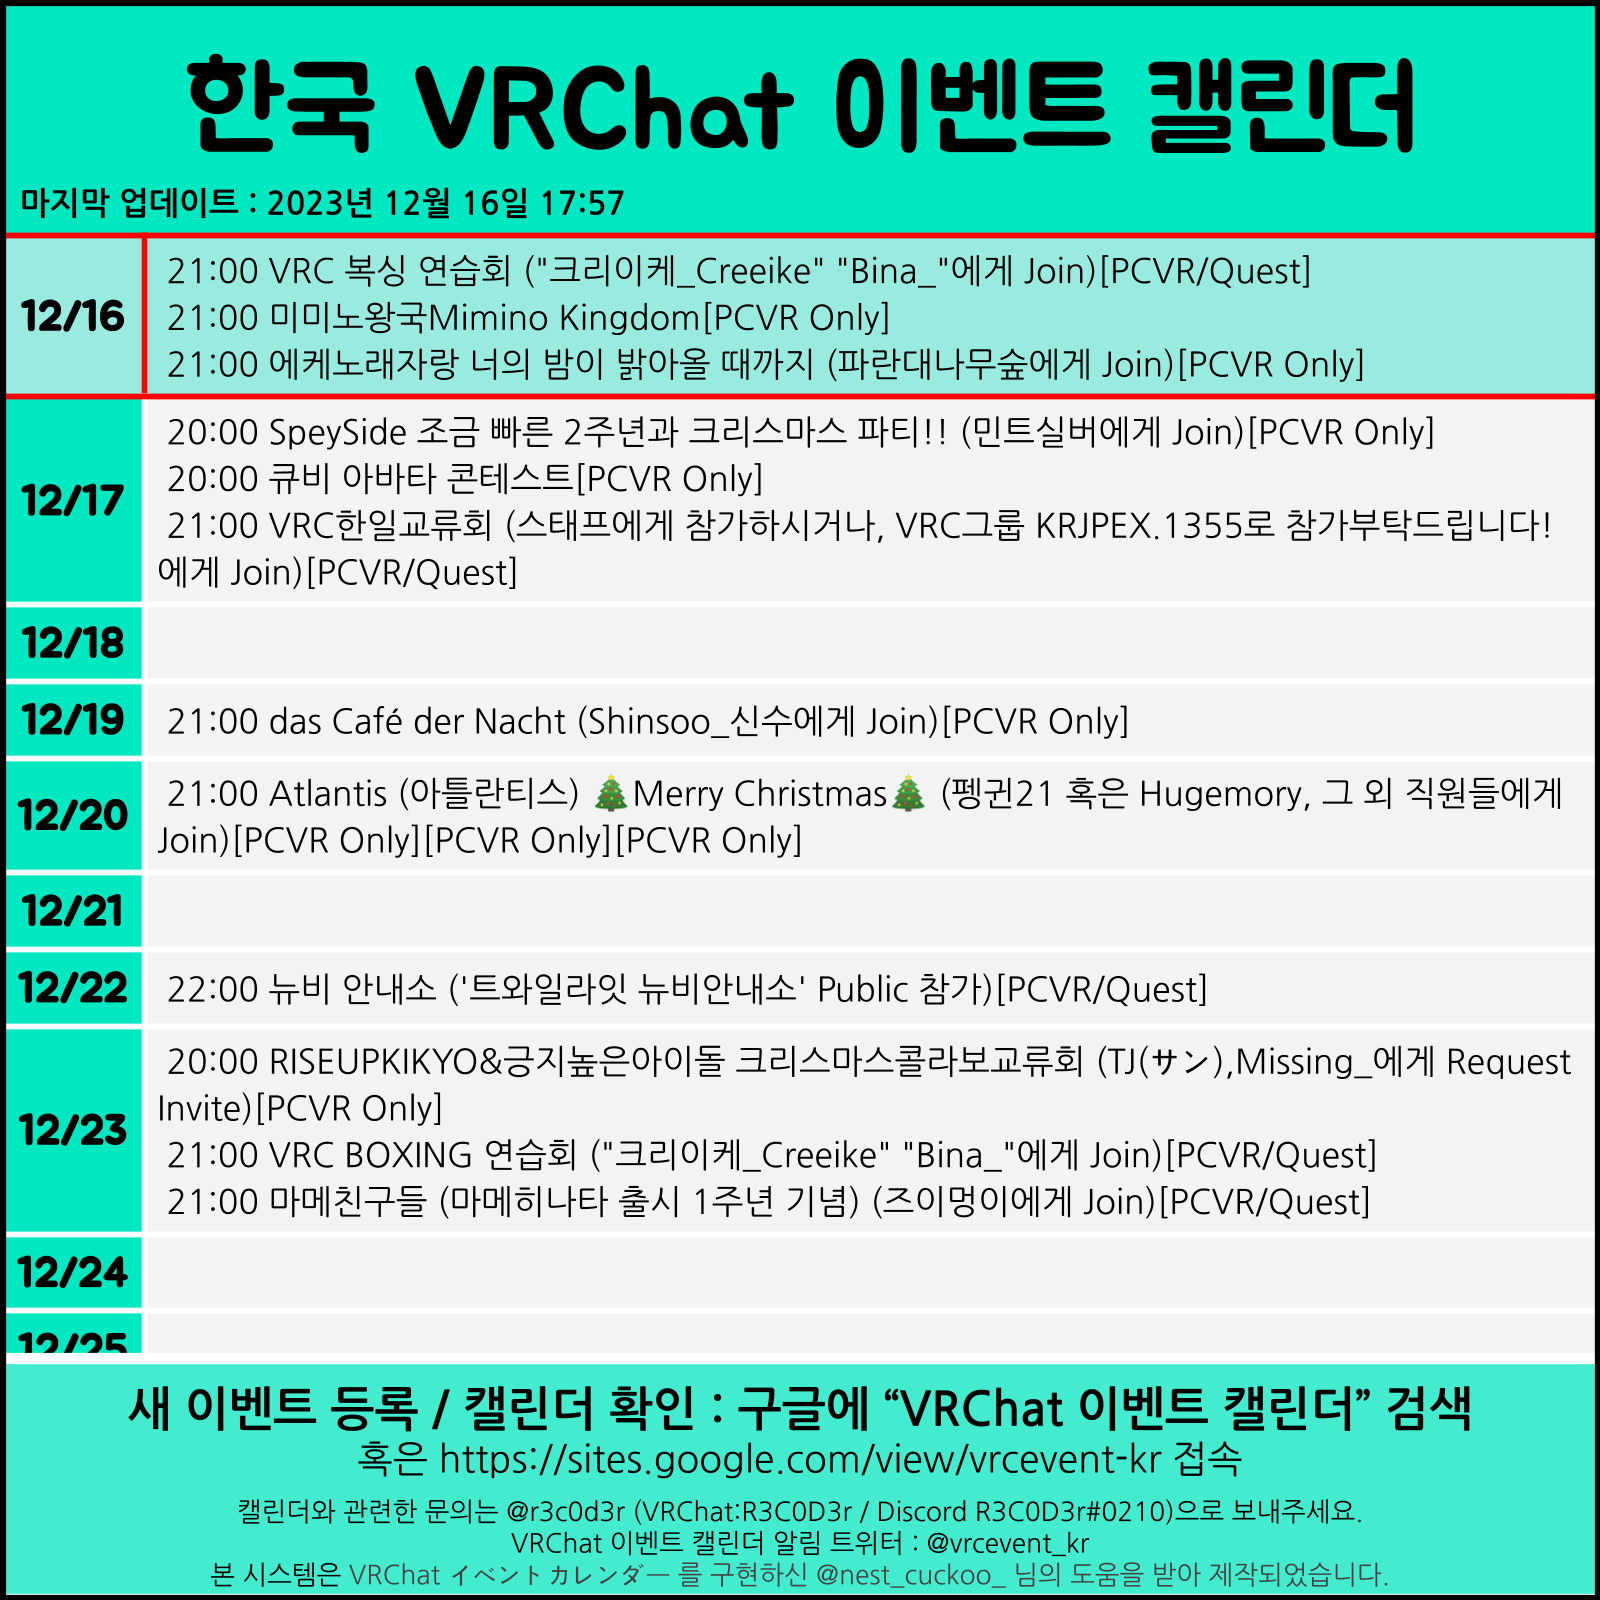 한국 VRChat 이벤트 캘린더
마지막 업데이트 : 2023년 12월 16일 17:57
12/16
21:00 VRC 복싱 연습회 ("크리이케_Creeike" "Bina_"에게 Join)[PCVR/Quest]
21:00 미미노왕국Mimino Kingdom[PCVR Only]
21:00 에케노래자랑 너의 밤이 밝아올 때까지 (파란대나무숲에게 Join)[PCVR Only]
12/17
20:00 SpeySide 조금 빠른 2주년과 크리스마스 파티!! (민트실버에게 Join)[PCVR Only]
20:00 큐비 아바타 콘테스트[PCVR Only]
21:00 VRC한일교류회 (스태프에게 참가하시거나, VRC그룹 KRJPEX.1355로 참가부탁드립니다!
에게 Join)[PCVR/Quest]
12/18
12/19
21:00 das Café der Nacht (Shinsoo_신수에게 Join)[PCVR Only]
12/20
21:00 Atlantis (아틀란티스) 🎄Merry Christmas🎄 (펭귄21 혹은 Hugemory, 그 외 직원들에게
Join)[PCVR Only][PCVR Only][PCVR Only]
12/21
12/22
22:00 뉴비 안내소 ('트와일라잇 뉴비안내소' Public 참가)[PCVR/Quest]
12/23
20:00 RISEUPKIKYO&긍지높은아이돌 크리스마스콜라보교류회 (TJ(サン),Missing_에게 Request
Invite)[PCVR Only]
21:00 VRC BOXING 연습회 ("크리이케_Creeike" "Bina_"에게 Join)[PCVR/Quest]
21:00 마메친구들 (마메히나타 출시 1주년 기념) (즈이멍이에게 Join)[PCVR/Quest]
12/24
12/25
새 이벤트 등록 / 캘린더 확인 : 구글에 “VRChat 이벤트 캘린더” 검색
혹은 https://sites.google.com/view/vrcevent-kr 접속
캘린더와 관련한 문의는 @r3c0d3r (VRChat:R3C0D3r / Discord R3C0D3r#0210)으로 보내주세요.
VRChat 이벤트 캘린더 알림 트위터 : @vrcevent_kr
본 시스템은 VRChat イベントカレンダー 를 구현하신 @nest_cuckoo_ 님의 도움을 받아 제작되었습니다.